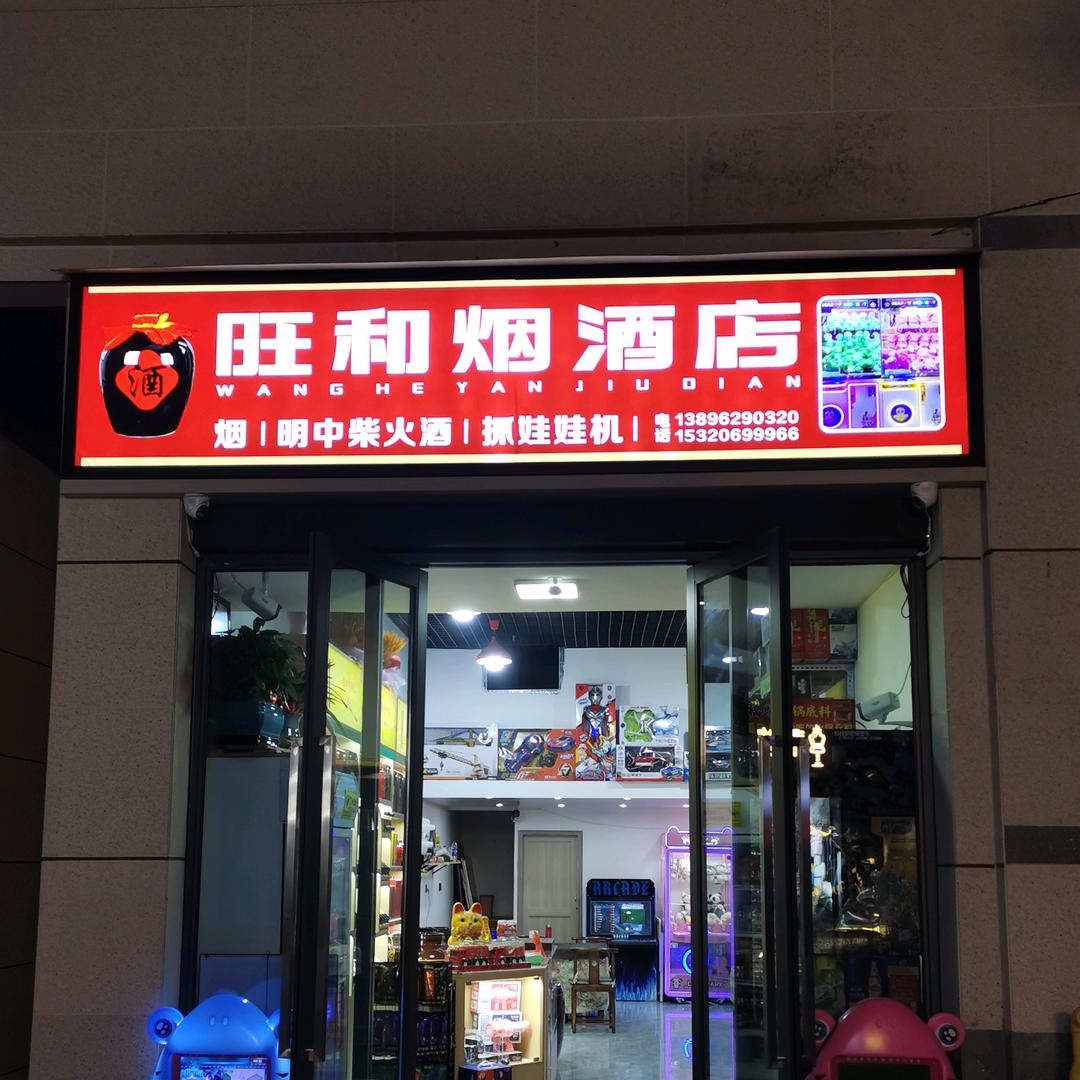 旺和烟酒店
WANG HE YAN JIU DIAN
酒
烟|明中柴火酒|抓娃娃机|
电话
13896290320
15320699966
锅底料
ARCADE